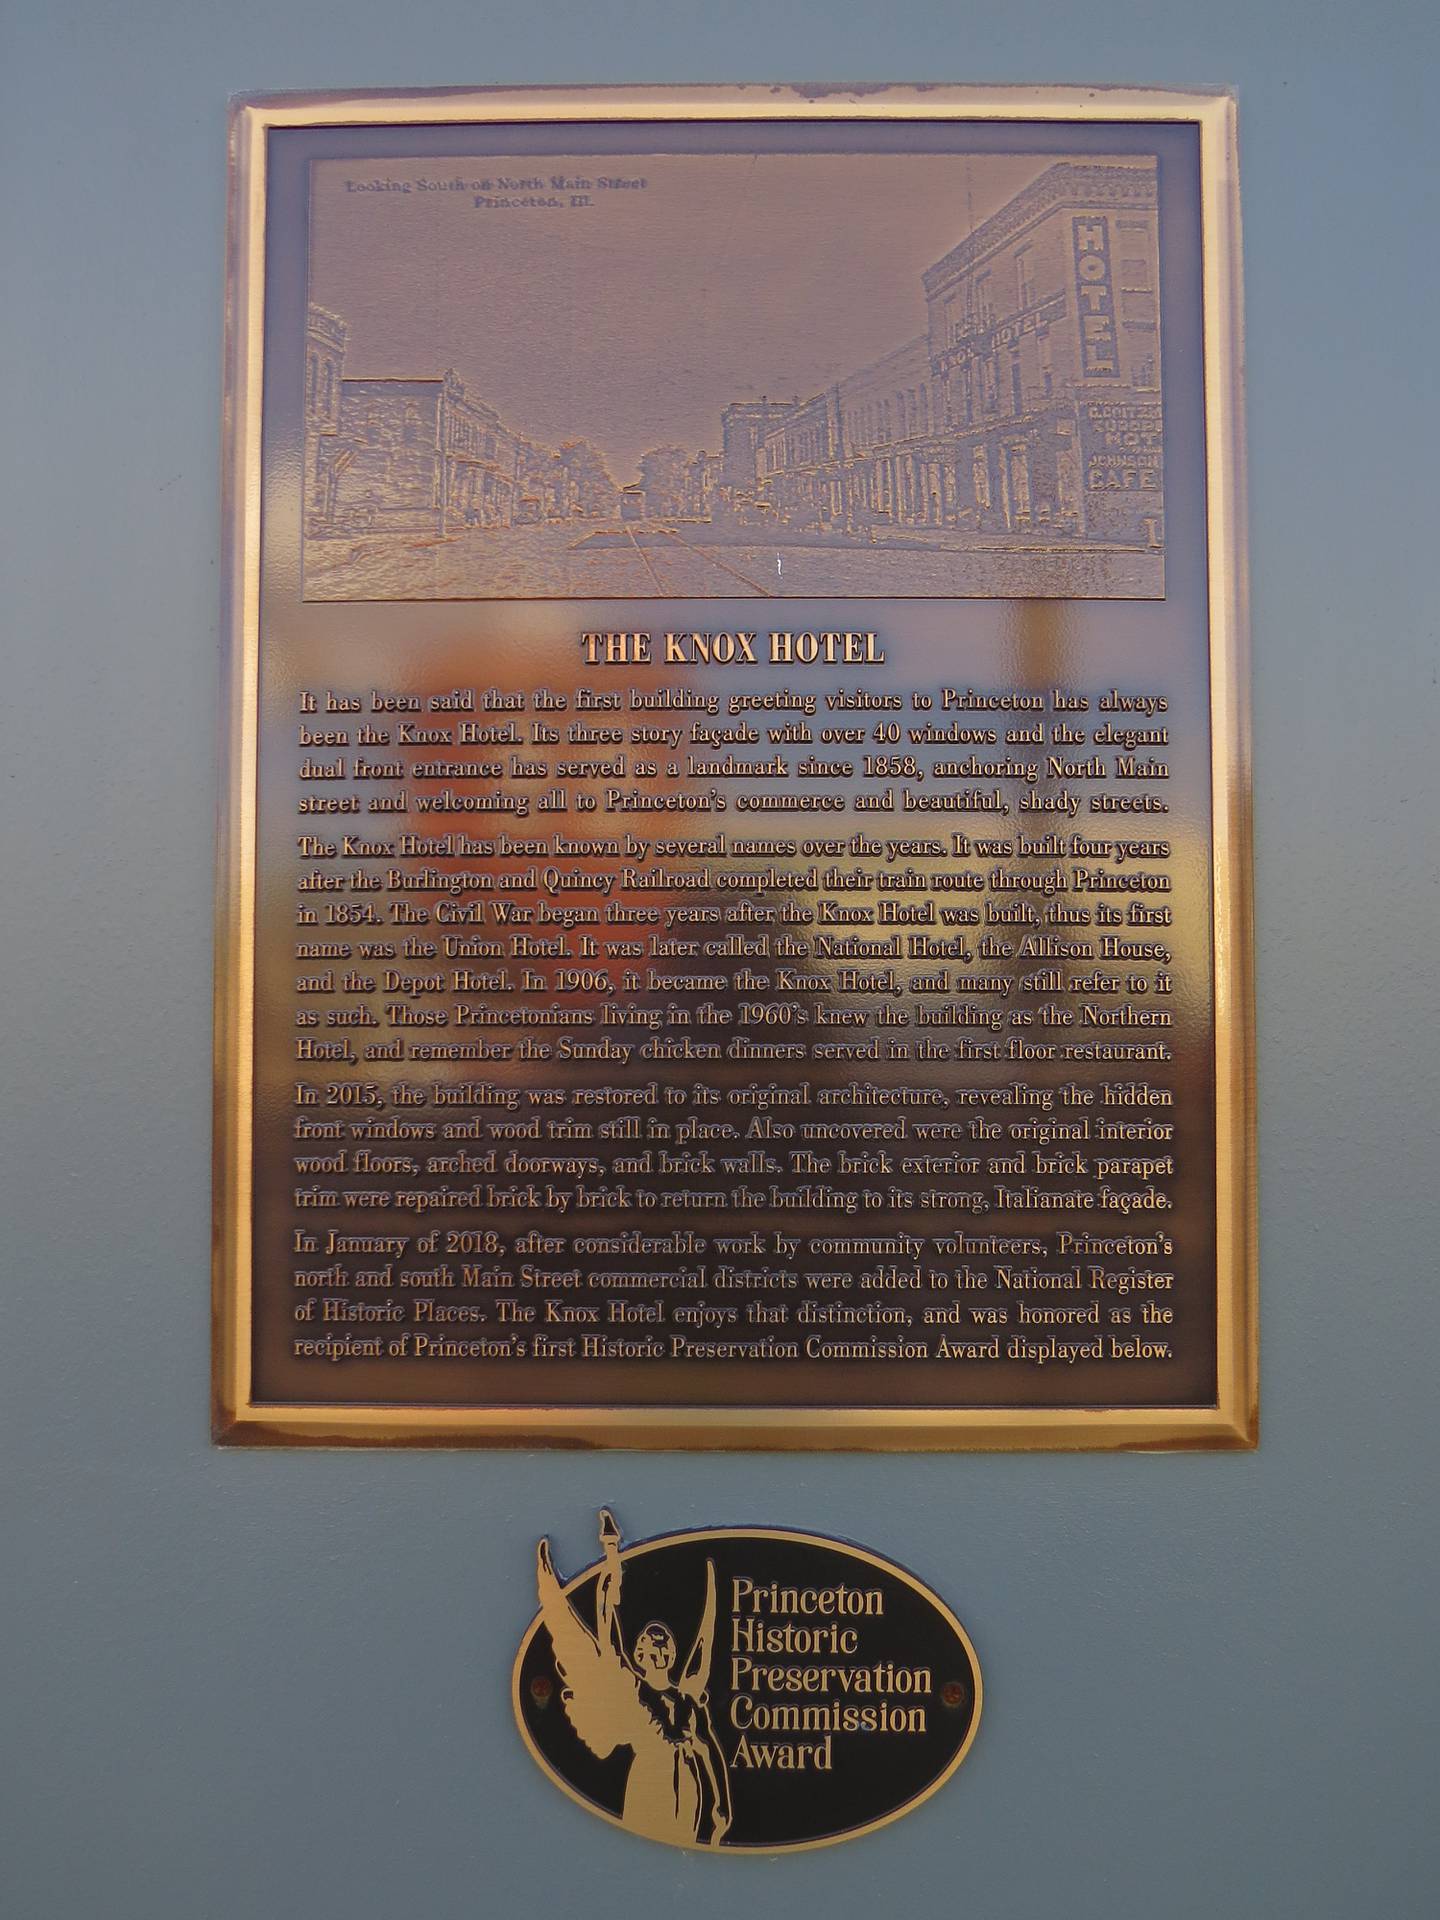 Looking South on North Main Street
Princeton, Ill.
HOTEL
KNOX HOTEL
EUROPE
HOT
JOHNSON
CAFE
THE KNOX HOTEL
It has been said that the first building greeting visitors to Princeton has always
been the Knox Hotel. Its three story façade with over 40 windows and the elegant
dual front entrance has served as a landmark since 1858, anchoring North Main
street and welcoming all to Princeton's commerce and beautiful, shady streets.
The Knox Hotel has been known by several names over the years. It was built four years
after the Burlington and Quincy Railroad completed their train route through Princeton
in 1854. The Civil War began three years after the Knox Hotel was built, thus its first
name was the Union Hotel. It was later called the National Hotel, the Allison House,
and the Depot Hotel. In 1906, it became the Knox Hotel, and many still refer to it
as such. Those Princetonians living in the 1960's knew the building as the Northern
Hotel, and remember the Sunday chicken dinners served in the first floor restaurant.
In 2015, the building was restored to its original architecture, revealing the hidden
front windows and wood trim still in place. Also uncovered were the original interior
wood floors, arched doorways, and brick walls. The brick exterior and brick parapet
trim were repaired brick by brick to return the building to its strong, Italianate façade.
In January of 2018, after considerable work by community volunteers, Princeton's
north and south Main Street commercial districts were added to the National Register
of Historic Places. The Knox Hotel enjoys that distinction, and was honored as the
recipient of Princeton's first Historic Preservation Commission Award displayed below.
Princeton
Historic
Preservation
Commission
Award